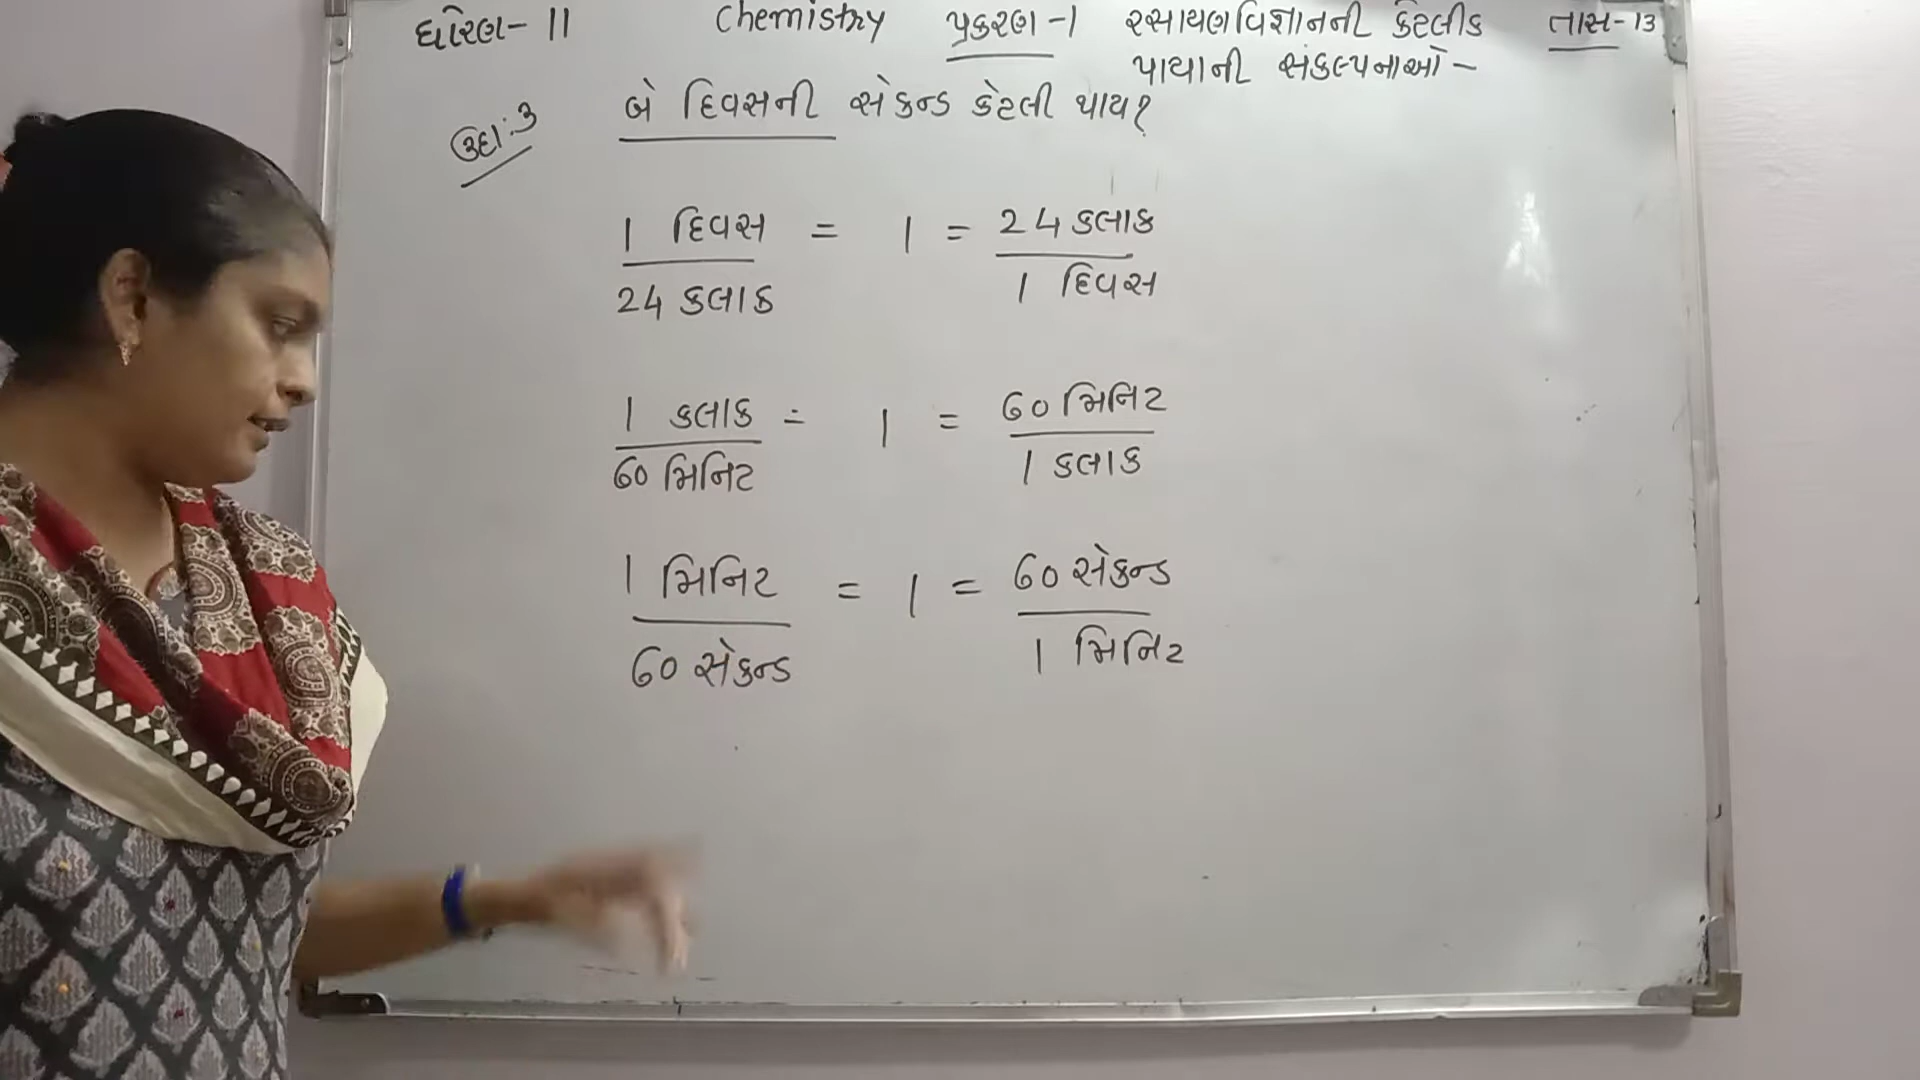 ધોરણ- 11 Chemistry પ્રકરણ -1 રસાયણવિજ્ઞાનની કેટલીક તાસ-13
પાયાની સંકલ્પનાઓ -
ઉદા:3 બે દિવસની સેકન્ડ કેટલી થાય?
1 દિવસ = 1 = 24 કલાક
24 કલાક 1 દિવસ
1 કલાક = 1 = 60 મિનિટ
60 મિનિટ 1 કલાક
1 મિનિટ = 1 = 60 સેકન્ડ
60 સેકન્ડ 1 મિનિટ